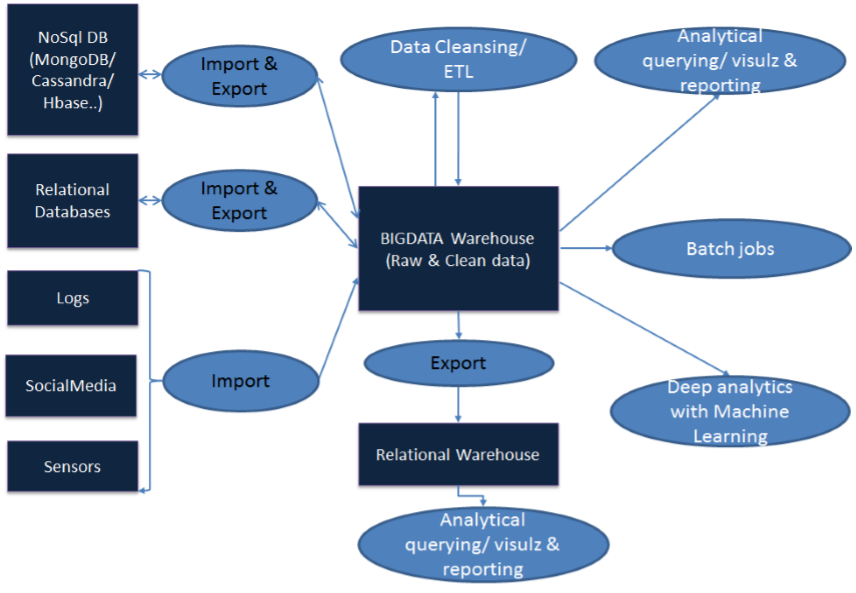 NoSql DB
(MongoDB/
Cassandra/
Hbase..)
Import &
Export
Data Cleansing/
ETL
Analytical
querying/ visulz &
reporting
Relational
Databases
Import &
Export
BIGDATA Warehouse
(Raw & Clean data)
Batch jobs
Logs
SocialMedia
Sensors
Import
Export
Deep analytics
with Machine
Learning
Relational Warehouse
Analytical
querying/ visulz &
reporting